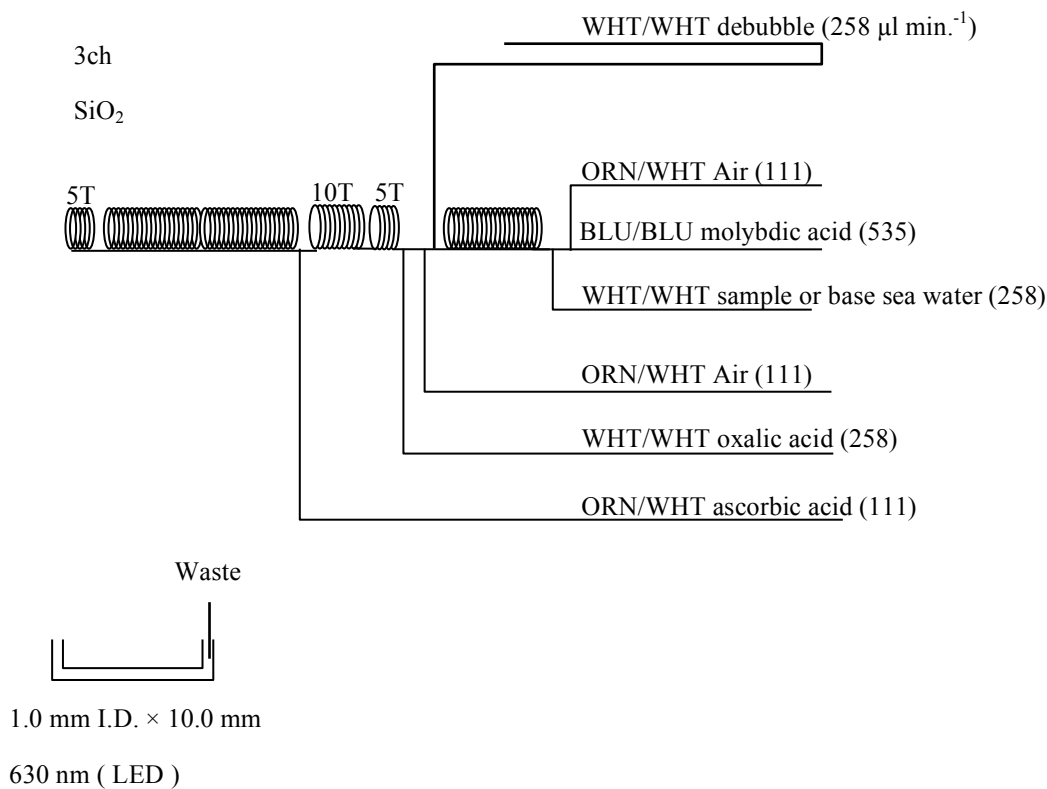 WHT/WHT debubble (258 μl min.⁻¹)
3ch
SiO₂
ORN/WHT Air (111)
5T
10T
5T
BLU/BLU molybdic acid (535)
WHT/WHT sample or base sea water (258)
ORN/WHT Air (111)
WHT/WHT oxalic acid (258)
ORN/WHT ascorbic acid (111)
Waste
1.0 mm I.D. × 10.0 mm
630 nm ( LED )